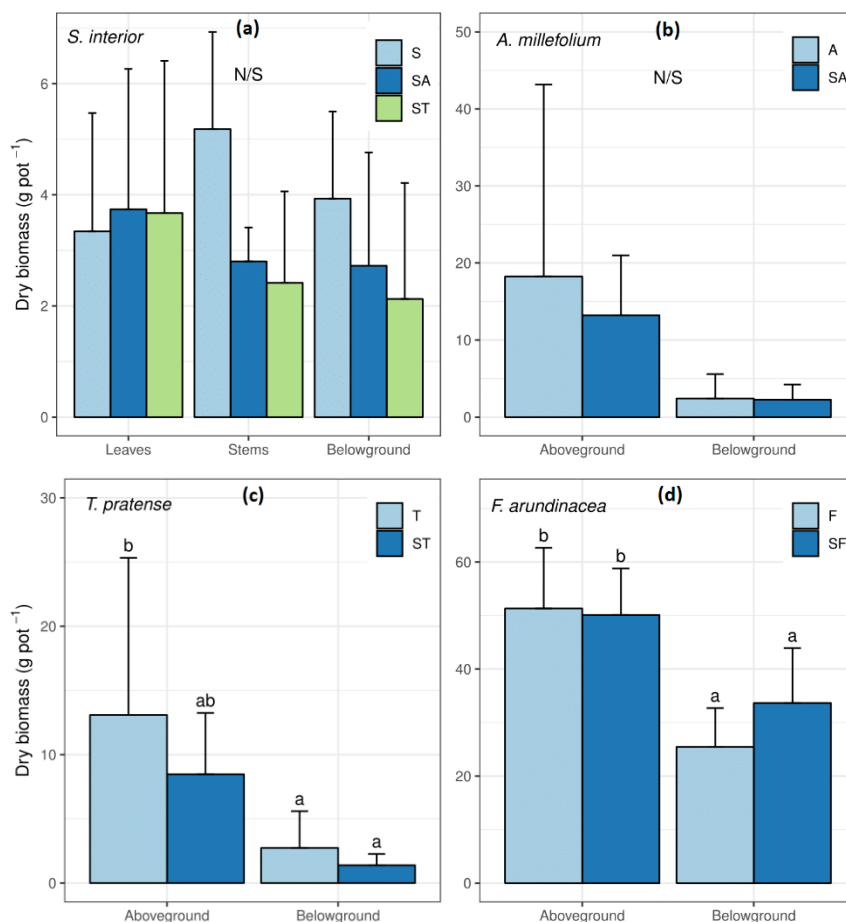 S. interior
(a)
N/S
S
SA
ST
Dry biomass (g pot⁻¹)
6
4
2
0
Leaves Stems Belowground
A. millefolium
(b)
N/S
A
SA
50
40
30
20
10
0
Aboveground Belowground
T. pratense
(c)
T
ST
Dry biomass (g pot⁻¹)
30
20
10
0
b
ab
a
a
Aboveground Belowground
F. arundinacea
(d)
F
SF
60
40
20
0
b
b
a
a
Aboveground Belowground